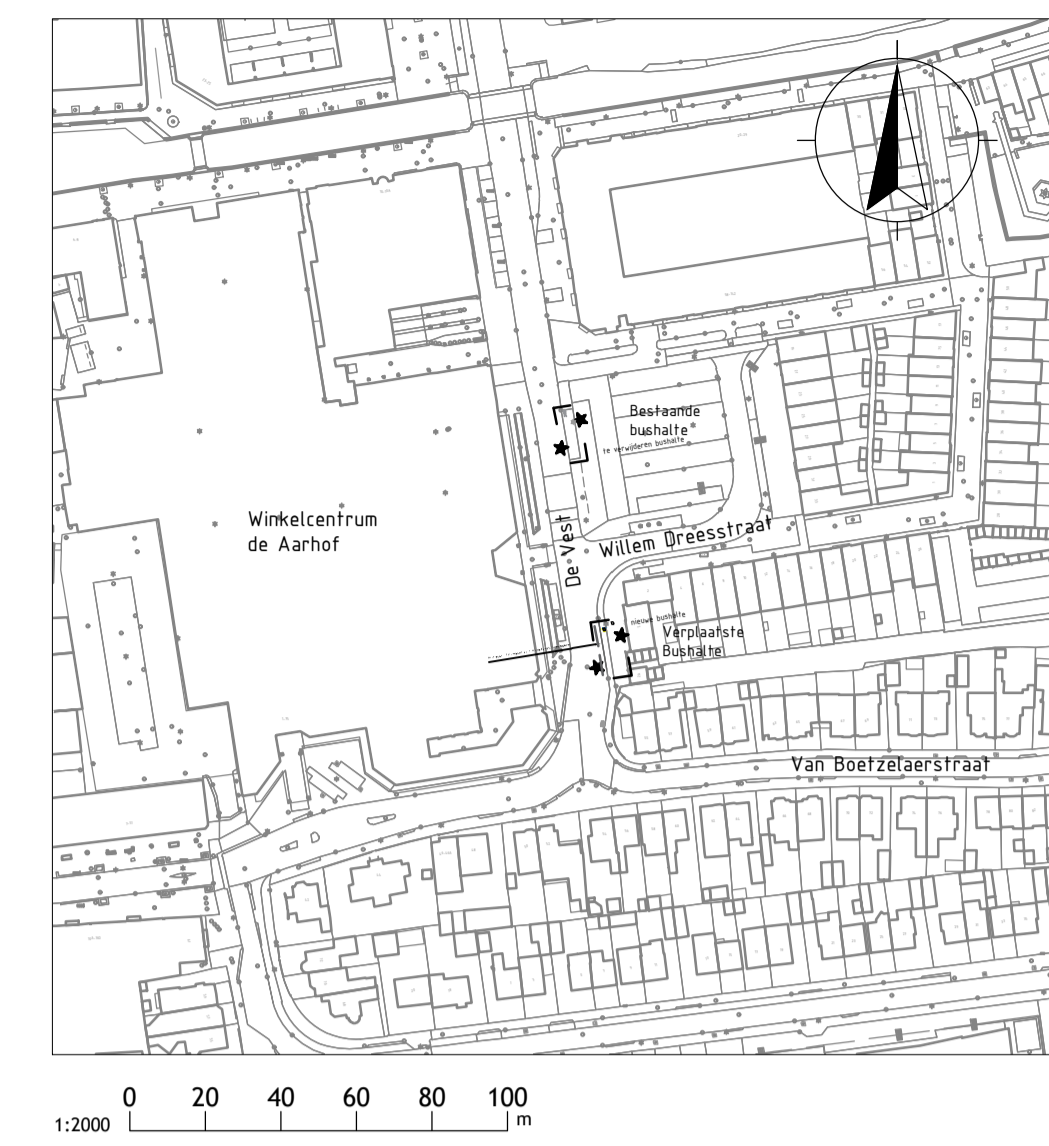 Bestaande
bushalte
te verwijderen bushalte
Winkelcentrum
de Aarhof
De Vest
Willem Dreesstraat
nieuwe bushalte
Verplaatste
Bushalte
Van Boetzelaerstraat
0 20 40 60 80 100
1:2000
m